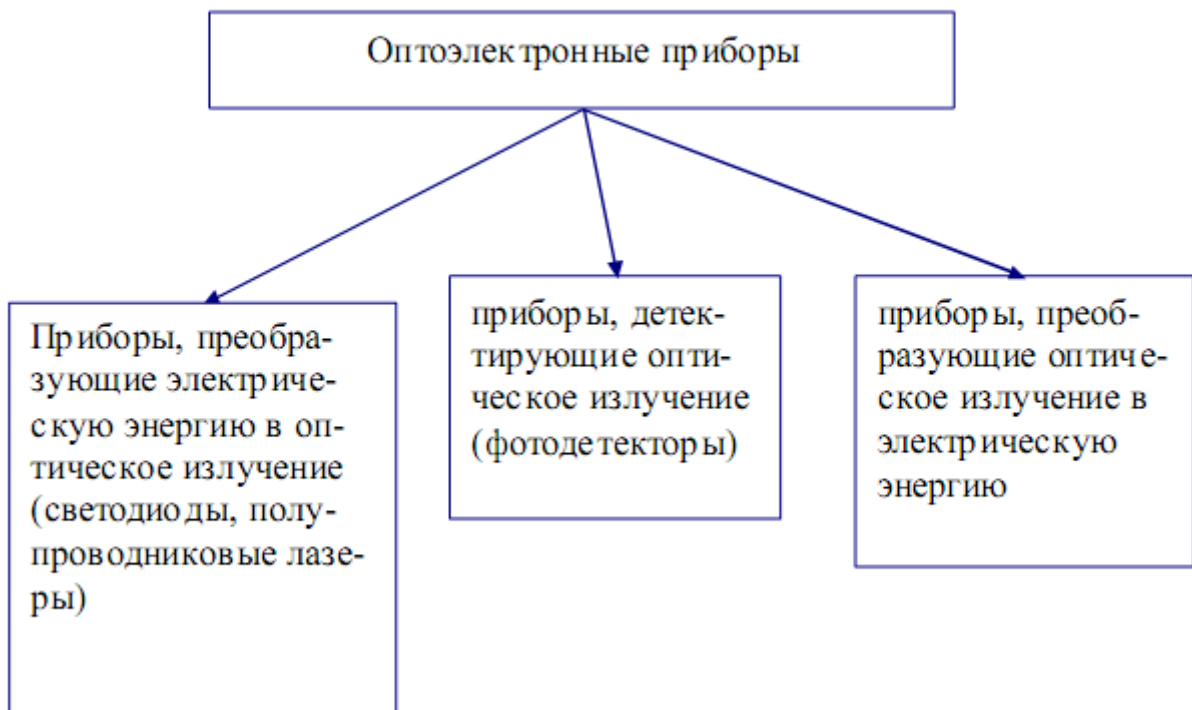 Оптоэлектронные приборы
Приборы, преобра-
зующие электриче-
скую энергию в оп-
тическое излучение
(светодиоды, полу-
проводниковые лазе-
ры)
приборы, детек-
тирующие опти-
ческое излучение
(фотодетекторы)
приборы, преоб-
разующие оптиче-
ское излучение в
электрическую
энергию